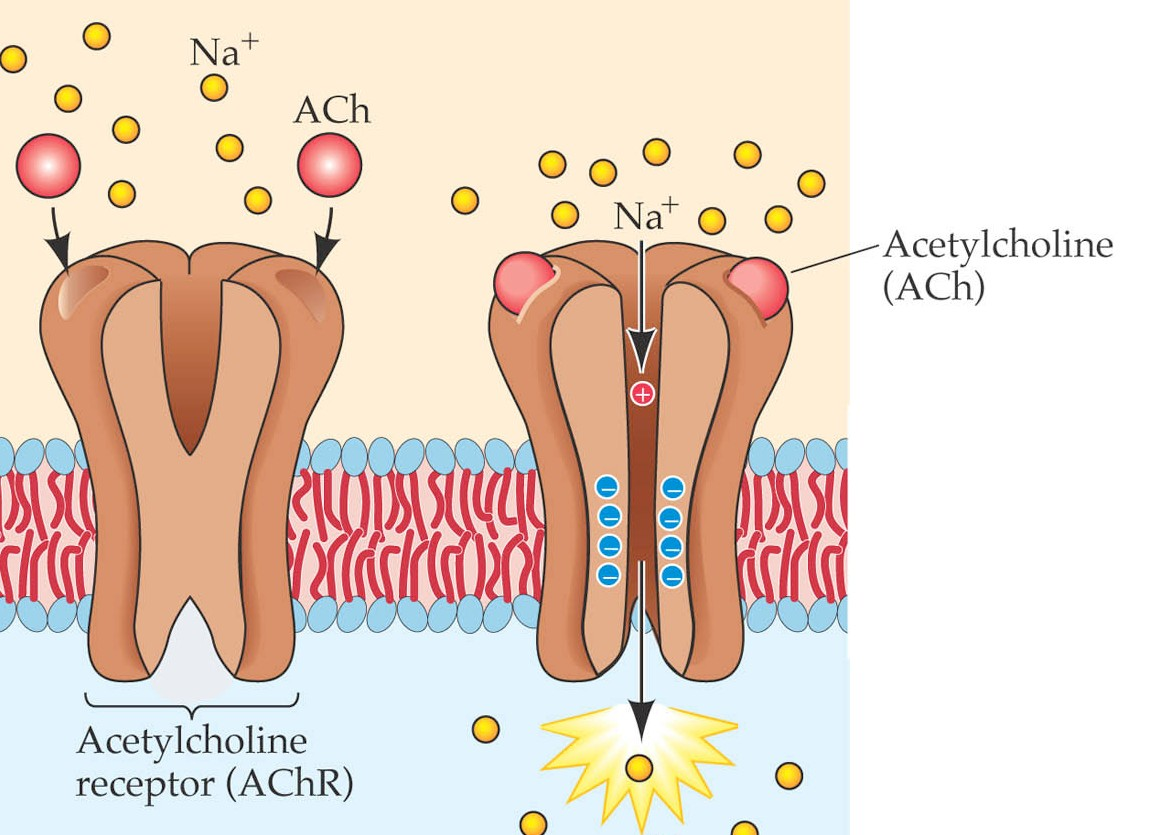 Na⁺
ACh
Na⁺
Acetylcholine
(ACh)
+
− −
− −
− −
− −
Acetylcholine
receptor (AChR)